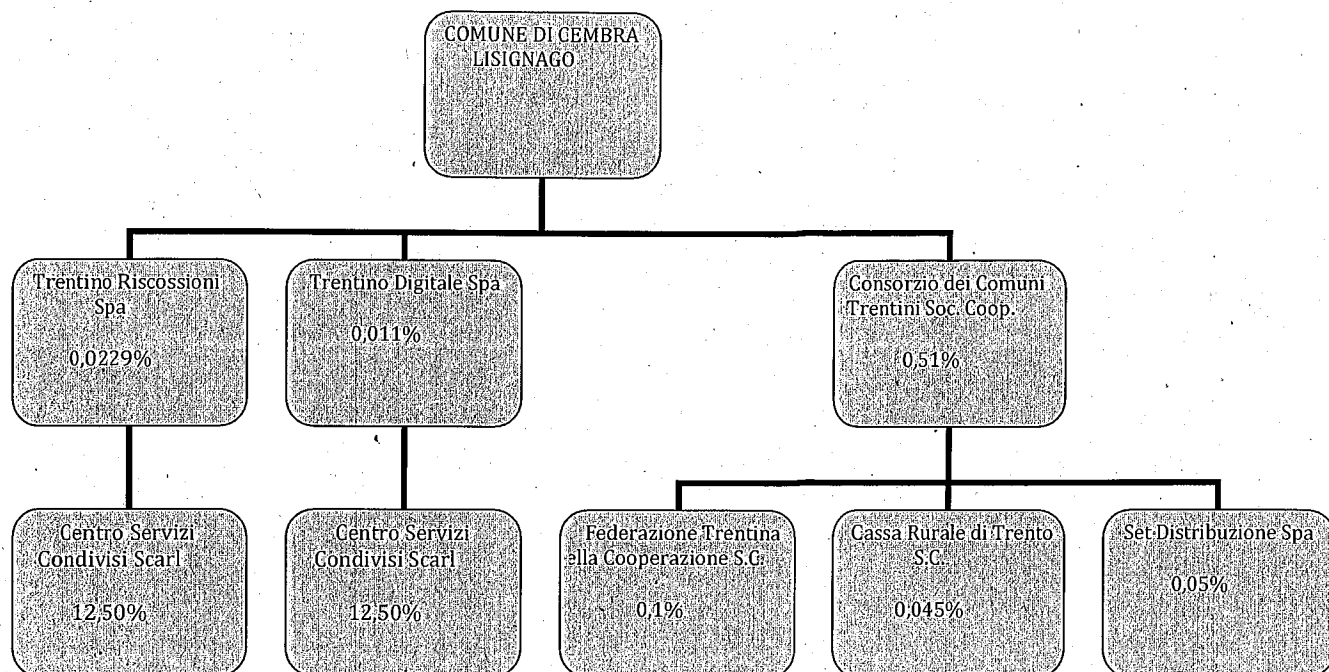 COMUNE DI CEMBRA
LISIGNAGO
Trentino Riscossioni
Spa
0,0229%
Trentino Digitale Spa
0,011%
Consorzio dei Comuni
Trentini Soc. Coop.
0,51%
Centro Servizi
Condivisi Scarl
12,50%
Centro Servizi
Condivisi Scarl
12,50%
Federazione Trentina
ella Cooperazione S.C.
0,1%
Cassa Rurale di Trento
S.C.
0,045%
Set Distribuzione Spa
0,05%